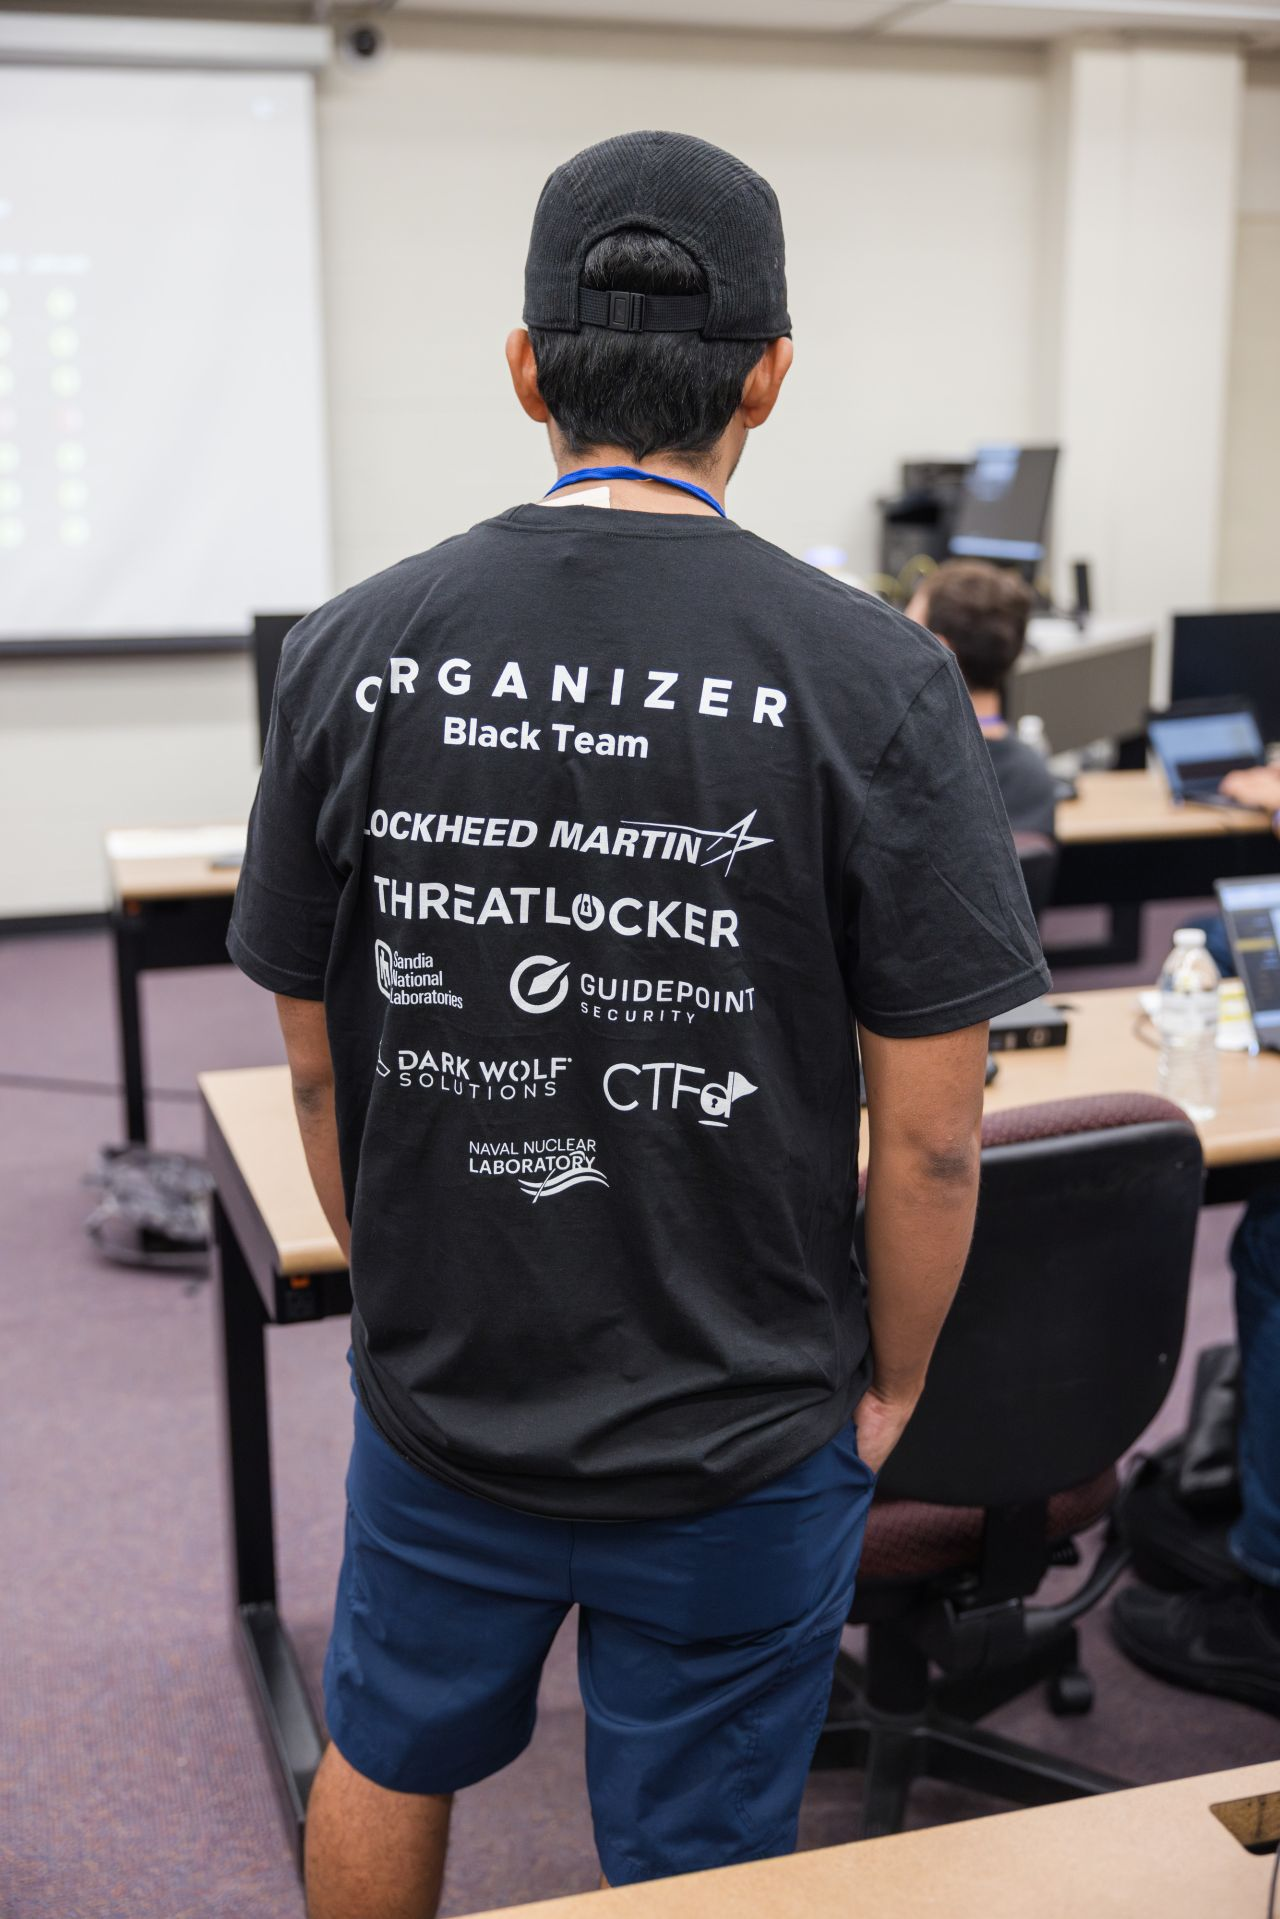 ORGANIZER
Black Team
LOCKHEED MARTIN
THREATLOCKER
Sandia
National
Laboratories
GUIDEPOINT
SECURITY
DARK WOLF
SOLUTIONS
CTFd
NAVAL NUCLEAR
LABORATORY